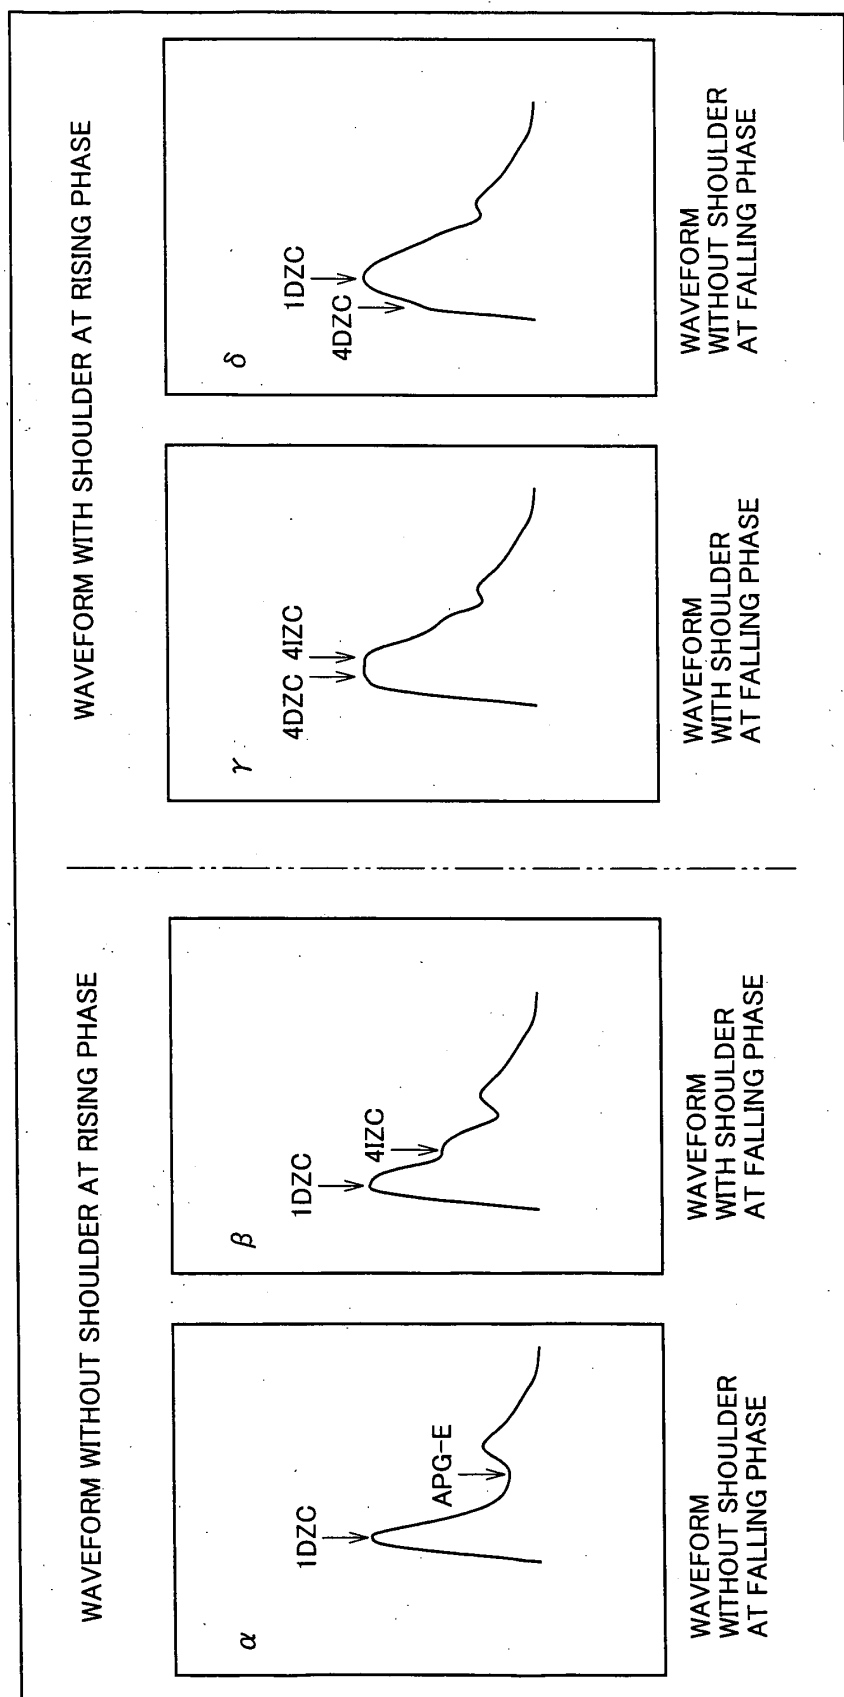 WAVEFORM WITHOUT SHOULDER AT RISING PHASE
α
1DZC
APG-E
WAVEFORM
WITHOUT SHOULDER
AT FALLING PHASE
β
1DZC
4IZC
WAVEFORM
WITH SHOULDER
AT FALLING PHASE
WAVEFORM WITH SHOULDER AT RISING PHASE
γ
4DZC 4IZC
WAVEFORM
WITH SHOULDER
AT FALLING PHASE
δ
1DZC
4DZC
WAVEFORM
WITHOUT SHOULDER
AT FALLING PHASE